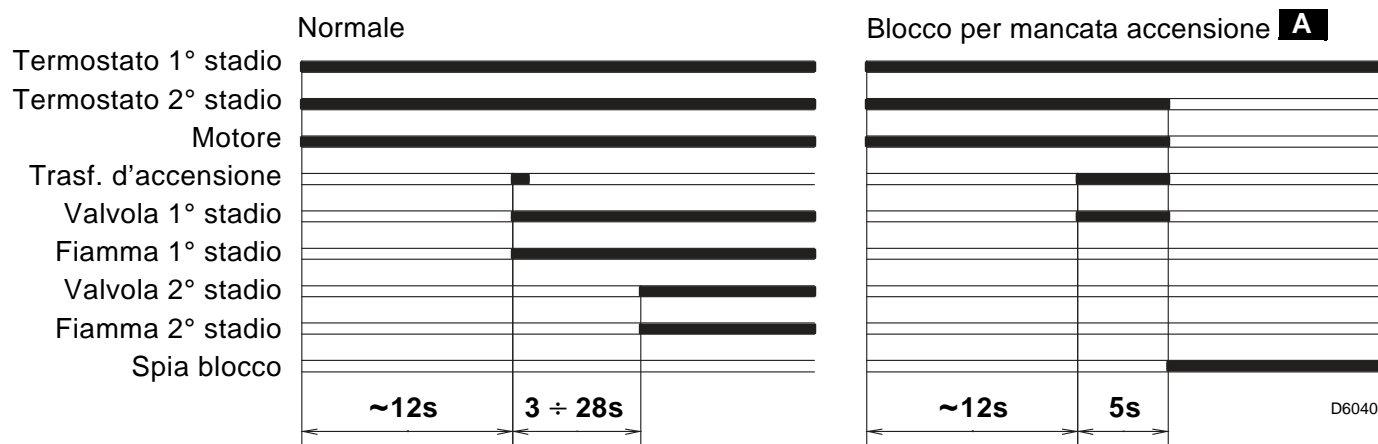 Normale
Blocco per mancata accensione A
Termostato 1° stadio
Termostato 2° stadio
Motore
Trasf. d'accensione
Valvola 1° stadio
Fiamma 1° stadio
Valvola 2° stadio
Fiamma 2° stadio
Spia blocco
~12s
3 ÷ 28s
~12s
5s
D6040